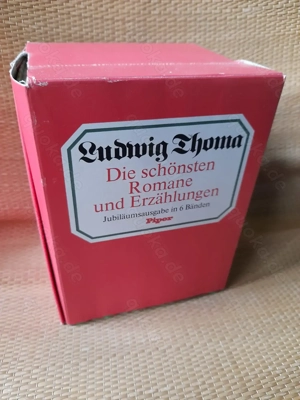 Ludwig Thoma
Die schönsten
Romane
und Erzählungen
Jubiläumsausgabe in 6 Bänden
Piper